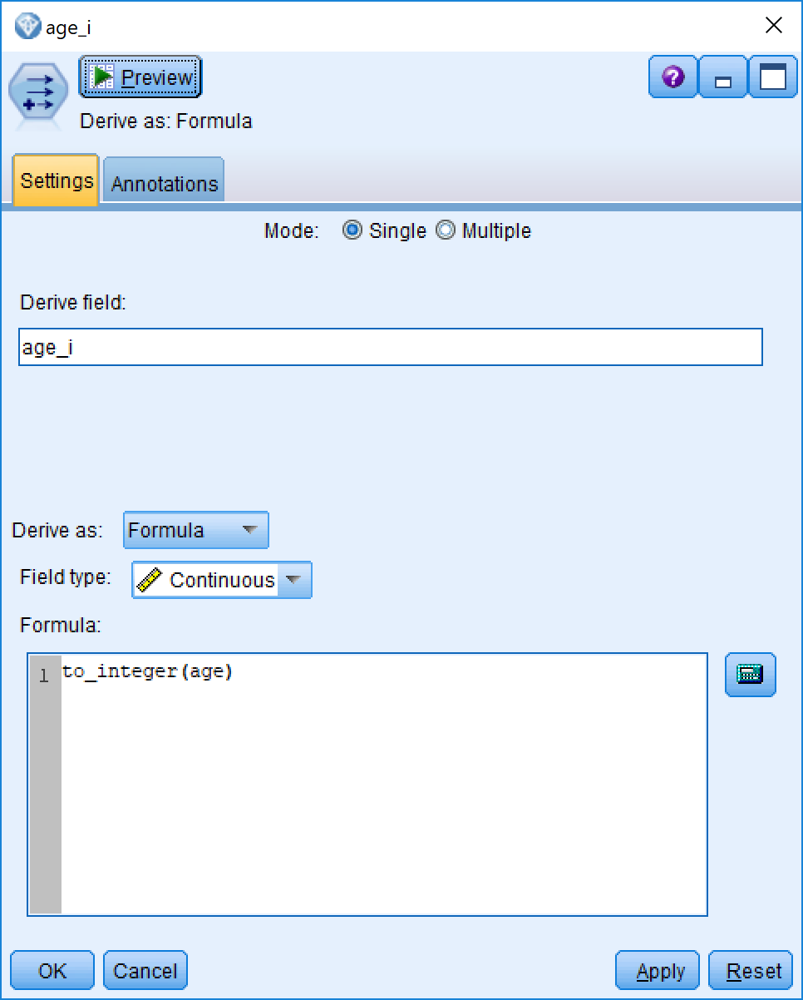 age_i
Preview
Derive as: Formula
Settings Annotations
Mode: Single Multiple
Derive field:
age_i
Derive as: Formula
Field type: Continuous
Formula:
1 to_integer(age)
OK Cancel Apply Reset